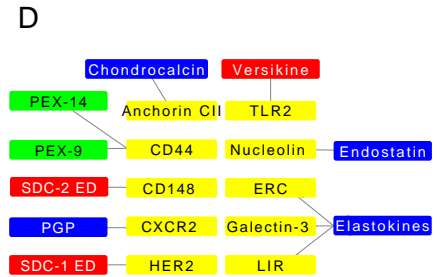 D
Chondrocalcin Versikine
PEX-14 Anchorin CII TLR2
PEX-9 CD44 Nucleolin Endostatin
SDC-2 ED CD148 ERC
PGP CXCR2 Galectin-3 Elastokines
SDC-1 ED HER2 LIR